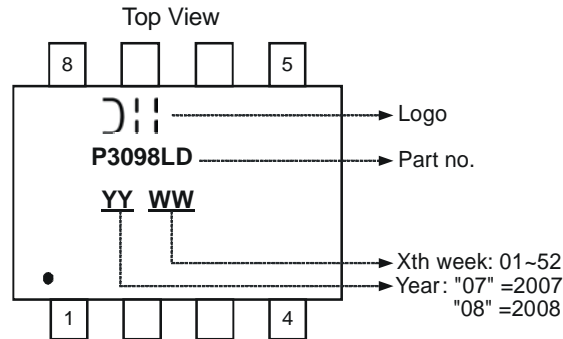 Top View
8
5
Logo
P3098LD
Part no.
YY WW
Xth week: 01~52
Year: "07" =2007
"08" =2008
1
4